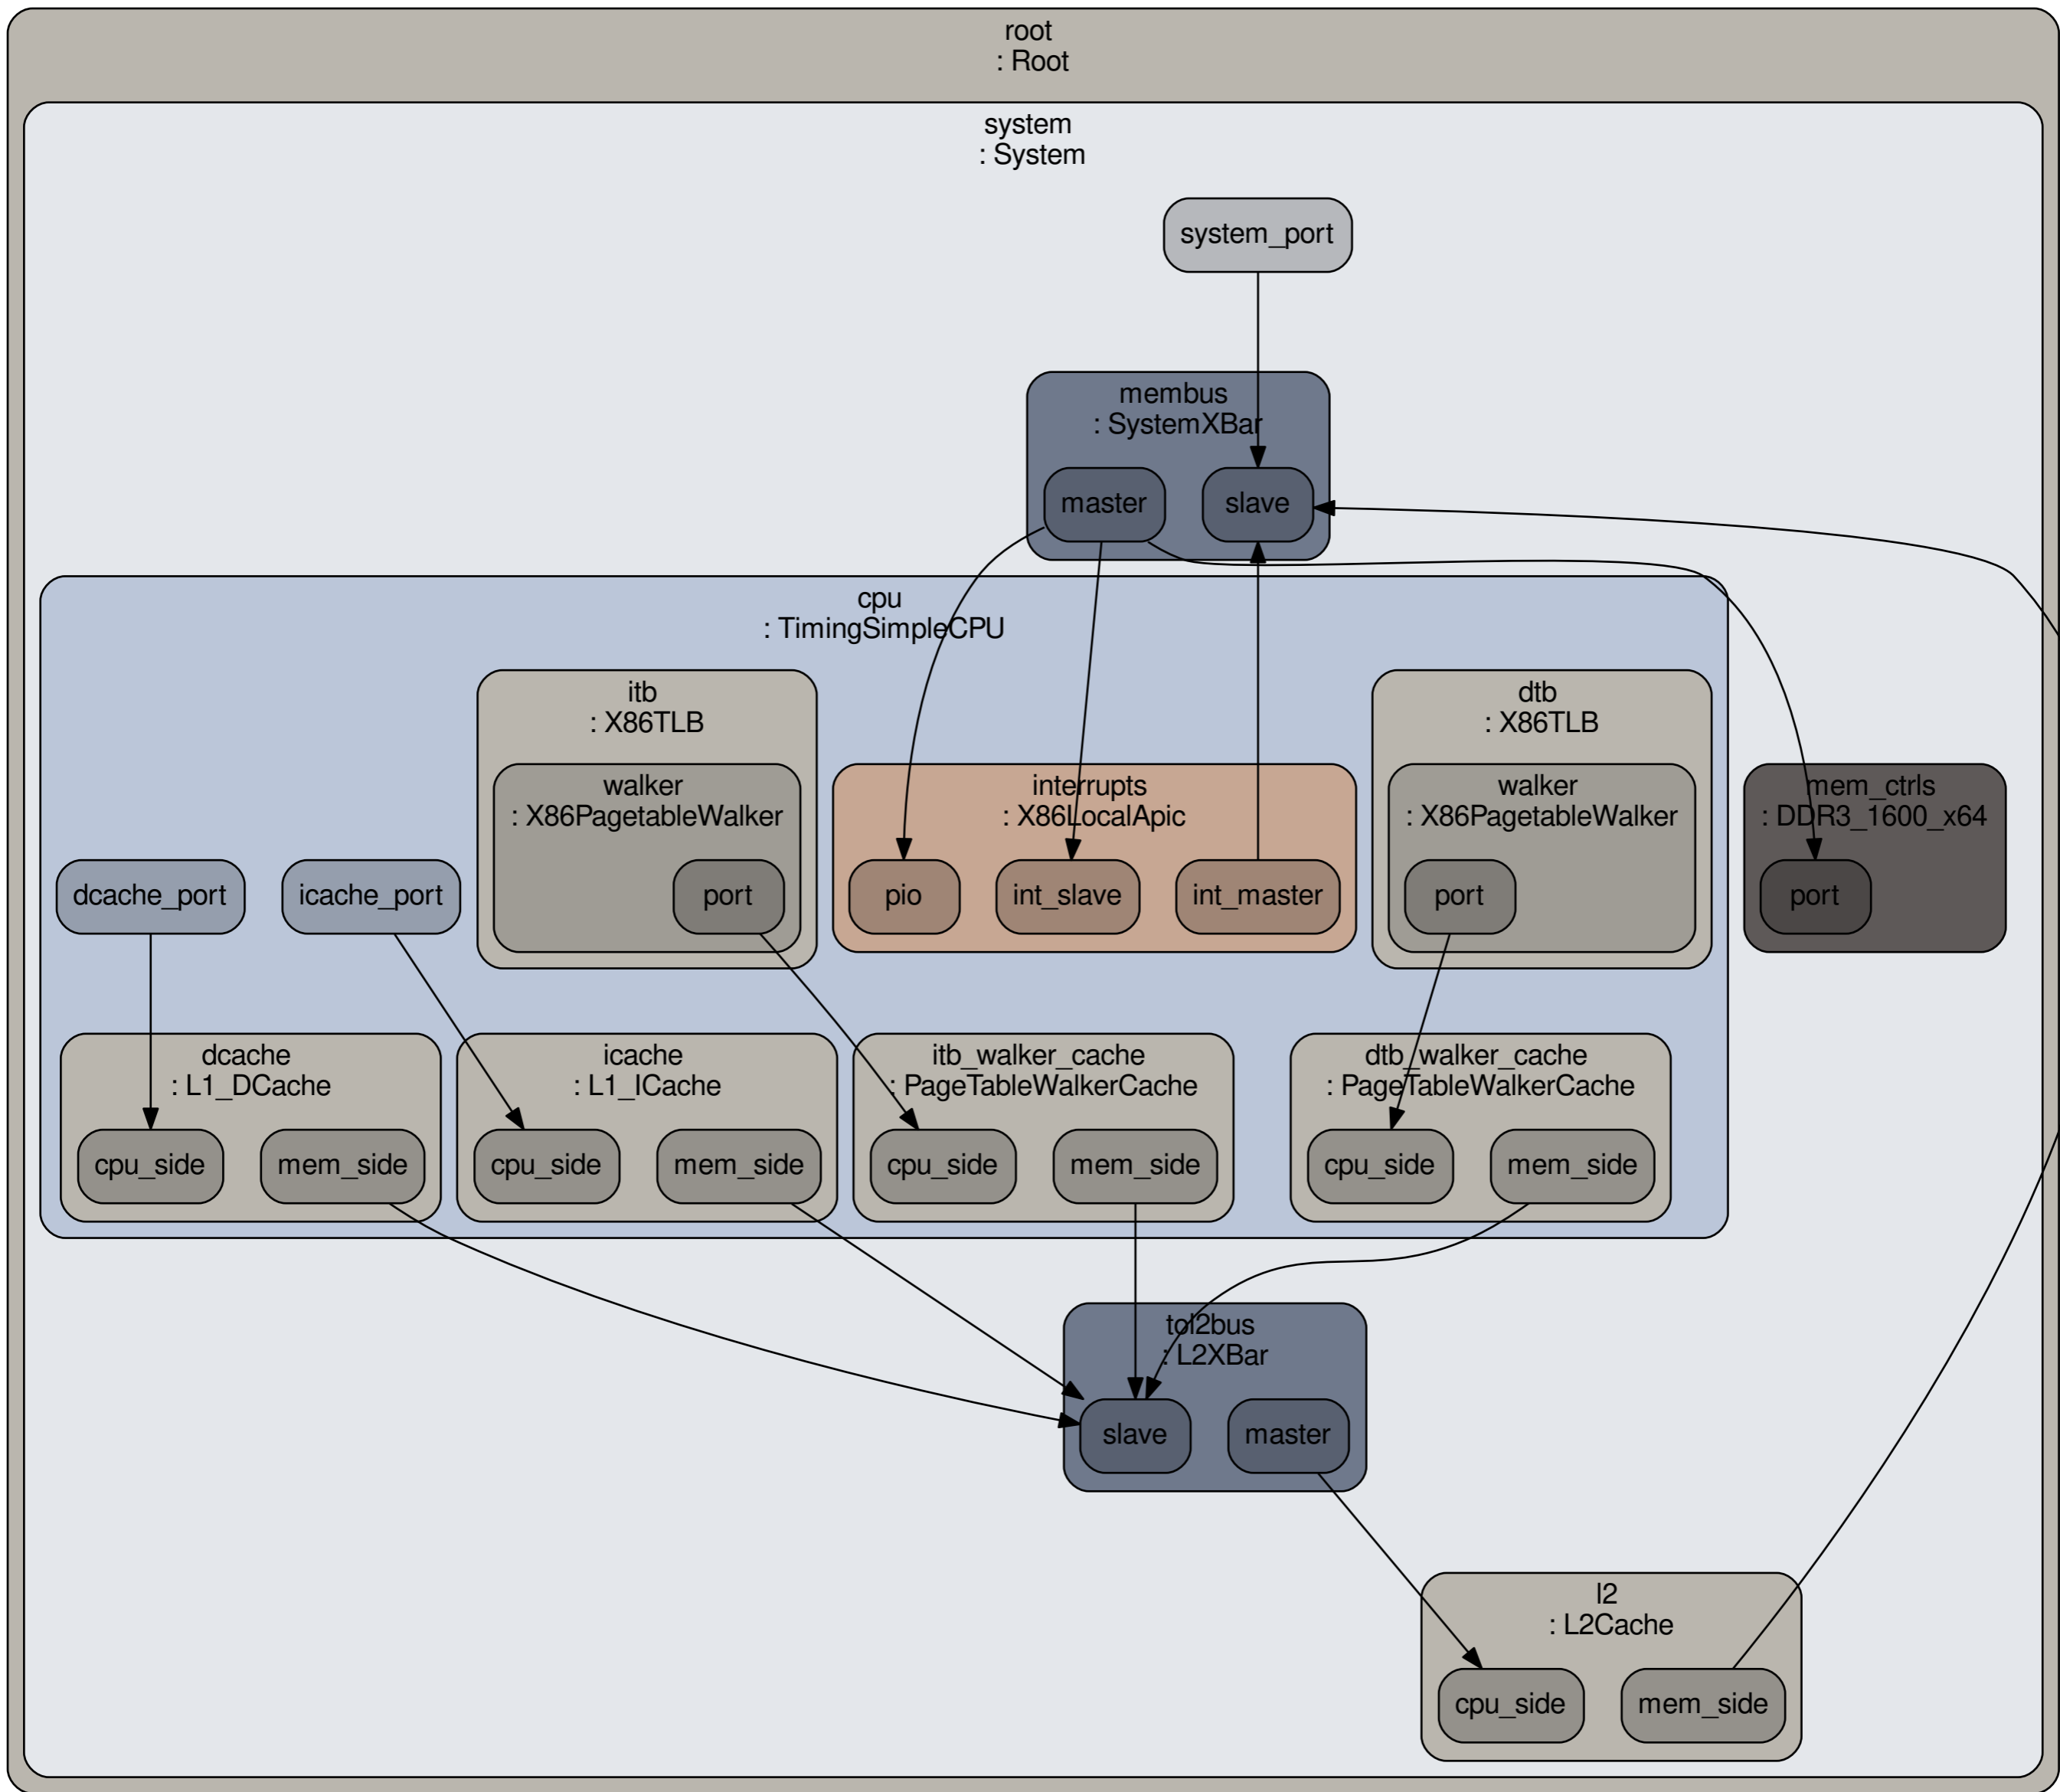 root
: Root
system
: System
system_port
membus
: SystemXBar
master
slave
cpu
: TimingSimpleCPU
itb
: X86TLB
walker
: X86PagetableWalker
port
interrupts
: X86LocalApic
pio
int_slave
int_master
dtb
: X86TLB
walker
: X86PagetableWalker
port
mem_ctrls
: DDR3_1600_x64
port
dcache_port
icache_port
dcache
: L1_DCache
cpu_side
mem_side
icache
: L1_ICache
cpu_side
mem_side
itb_walker_cache
: PageTableWalkerCache
cpu_side
mem_side
dtb_walker_cache
: PageTableWalkerCache
cpu_side
mem_side
tol2bus
: L2XBar
slave
master
l2
: L2Cache
cpu_side
mem_side